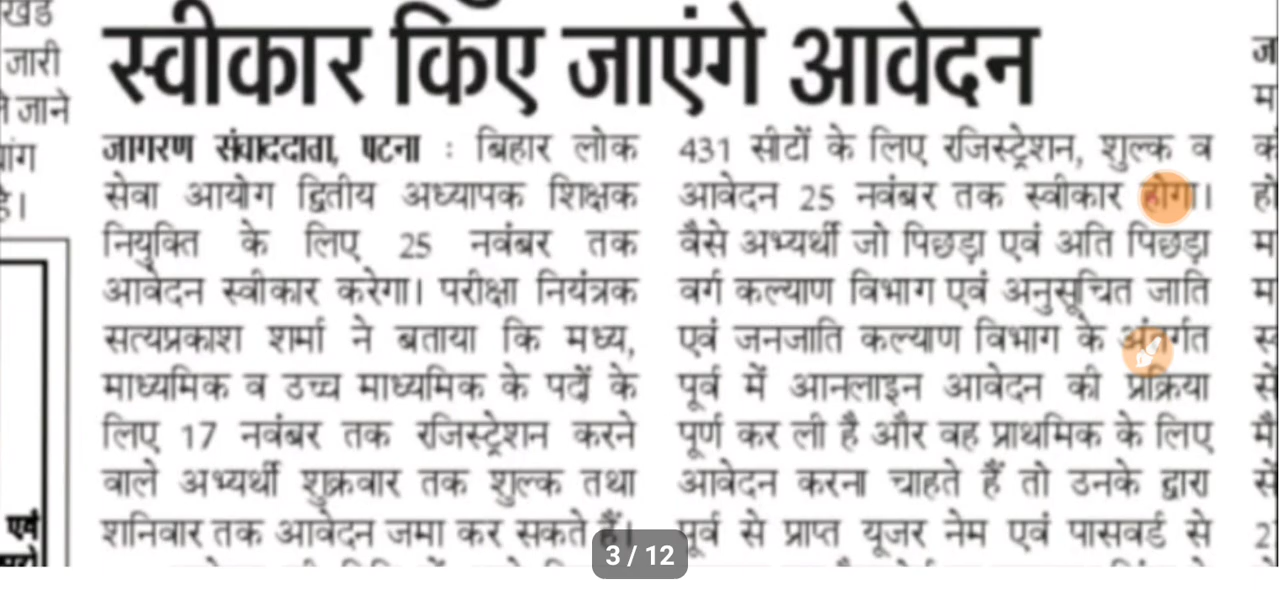 खंड
जारी
जाने
है।
एवं
स्वीकार किए जाएंगे आवेदन
जागरण संवाददाता, पटना : बिहार लोक
सेवा आयोग द्वितीय अध्यापक शिक्षक
नियुक्ति के लिए 25 नवंबर तक
आवेदन स्वीकार करेगा। परीक्षा नियंत्रक
सत्यप्रकाश शर्मा ने बताया कि मध्य,
माध्यमिक व उच्च माध्यमिक के पदों के
लिए 17 नवंबर तक रजिस्ट्रेशन करने
वाले अभ्यर्थी शुक्रवार तक शुल्क तथा
शनिवार तक आवेदन जमा कर सकते हैं।
431 सीटों के लिए रजिस्ट्रेशन, शुल्क व
आवेदन 25 नवंबर तक स्वीकार होगा।
वैसे अभ्यर्थी जो पिछड़ा एवं अति पिछड़ा
वर्ग कल्याण विभाग एवं अनुसूचित जाति
एवं जनजाति कल्याण विभाग के अंतर्गत
पूर्व में आनलाइन आवेदन की प्रक्रिया
पूर्ण कर ली है और वह प्राथमिक के लिए
आवेदन करना चाहते हैं तो उनके द्वारा
पूर्व से प्राप्त यूजर नेम एवं पासवर्ड से
3 / 12